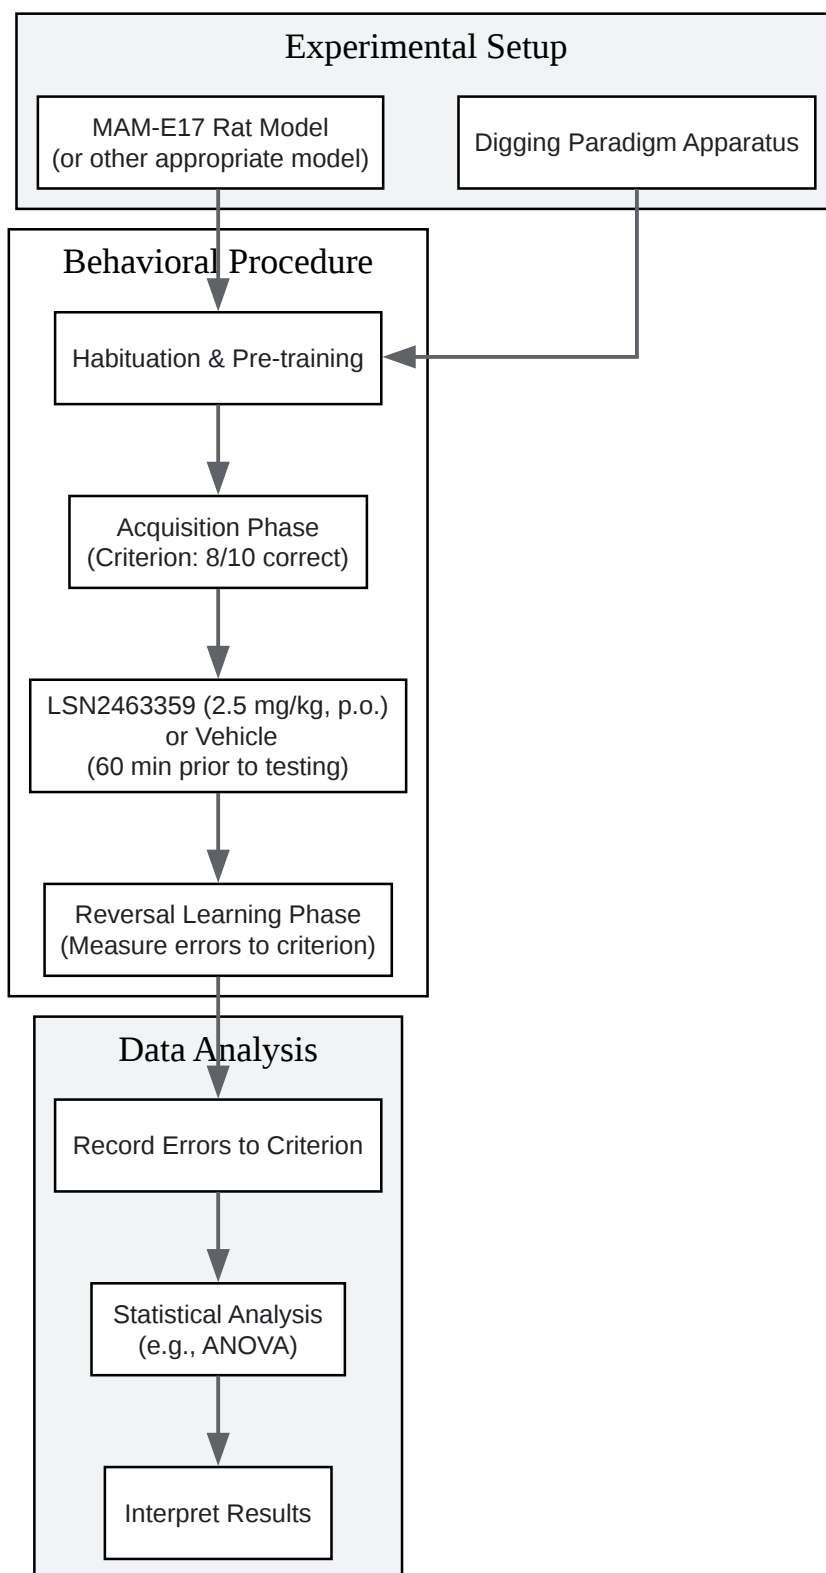 Experimental Setup
MAM-E17 Rat Model
(or other appropriate model)
Digging Paradigm Apparatus
Behavioral Procedure
Habituation & Pre-training
Acquisition Phase
(Criterion: 8/10 correct)
LSN2463359 (2.5 mg/kg, p.o.)
or Vehicle
(60 min prior to testing)
Reversal Learning Phase
(Measure errors to criterion)
Data Analysis
Record Errors to Criterion
Statistical Analysis
(e.g., ANOVA)
Interpret Results